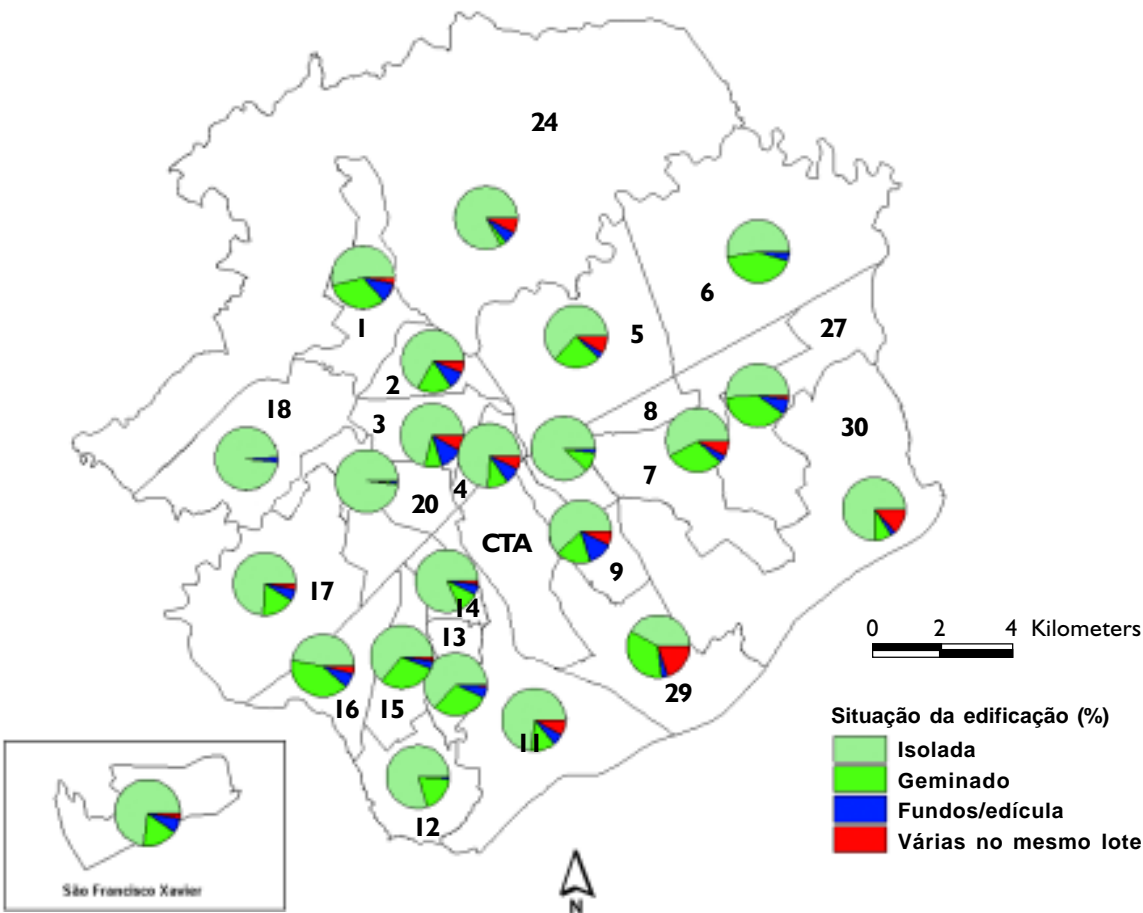 24
6
27
1
5
2
18
8
3
30
7
4
20
CTA
9
17
14
13
0 2 4 Kilometers
29
16
15
11
12
Situação da edificação (%)
Isolada
Geminado
Fundos/edícula
Várias no mesmo lote
São Francisco Xavier
N